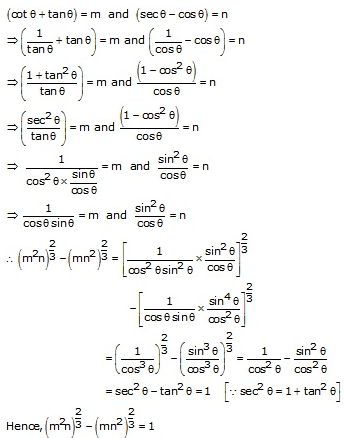 (cot θ + tan θ) = m and (sec θ − cos θ) = n
⇒ (1/tan θ + tan θ) = m and (1/cos θ − cos θ) = n
⇒ ((1 + tan² θ)/tan θ) = m and (1 − cos² θ)/cos θ = n
⇒ (sec² θ/tan θ) = m and (1 − cos² θ)/cos θ = n
⇒ 1/(cos² θ × sin θ/cos θ) = m and sin² θ/cos θ = n
⇒ 1/(cos θ sin θ) = m and sin² θ/cos θ = n
∴ (m²n)^(2/3) − (mn²)^(2/3) = [1/(cos² θ sin² θ) × sin² θ/cos θ]^(2/3)
− [1/(cos θ sin θ) × sin⁴ θ/cos² θ]^(2/3)
= (1/cos³ θ)^(2/3) − (sin³ θ/cos³ θ)^(2/3) = 1/cos² θ − sin² θ/cos² θ
= sec² θ − tan² θ = 1 [∵ sec² θ = 1 + tan² θ]
Hence, (m²n)^(2/3) − (mn²)^(2/3) = 1